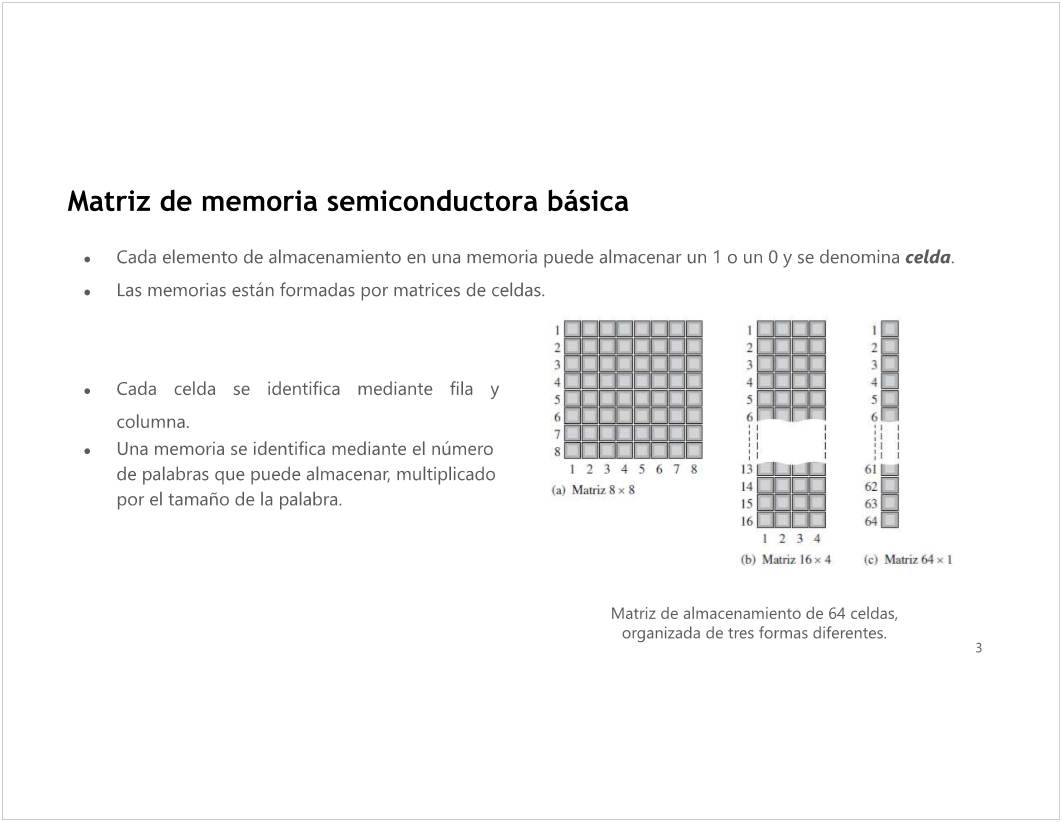 Matriz de memoria semiconductora básica
● Cada elemento de almacenamiento en una memoria puede almacenar un 1 o un 0 y se denomina celda.
● Las memorias están formadas por matrices de celdas.
● Cada celda se identifica mediante fila y
columna.
● Una memoria se identifica mediante el número
de palabras que puede almacenar, multiplicado
por el tamaño de la palabra.
1
2
3
4
5
6
7
8
1 2 3 4 5 6 7 8
(a) Matriz 8 × 8
1
2
3
4
5
6
13
14
15
16
1 2 3 4
(b) Matriz 16 × 4
1
2
3
4
5
6
61
62
63
64
(c) Matriz 64 × 1
Matriz de almacenamiento de 64 celdas,
organizada de tres formas diferentes.
3